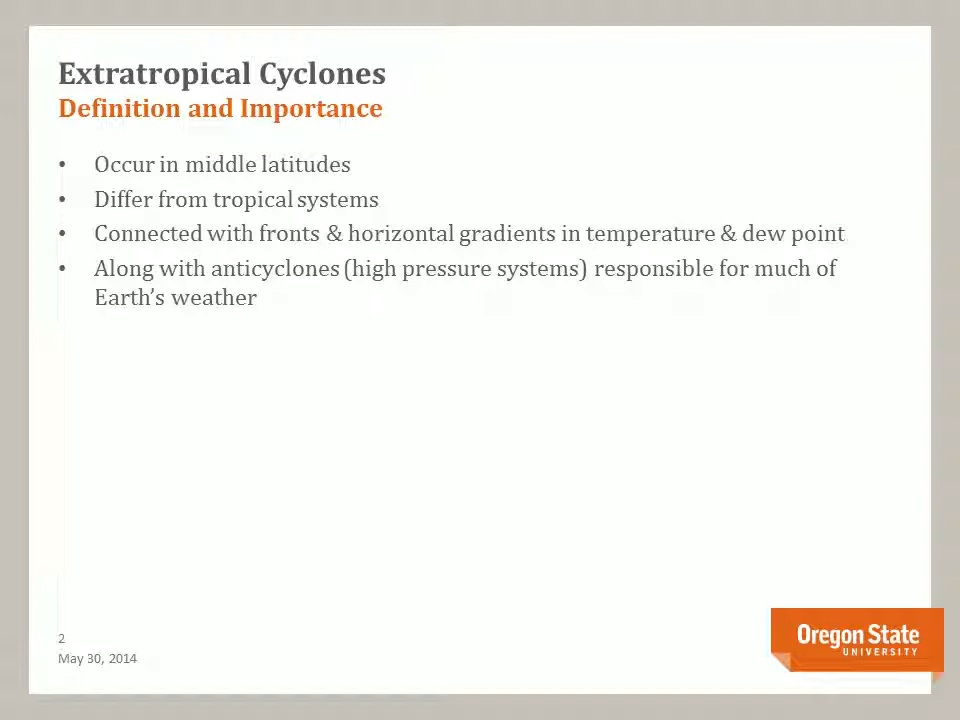 Extratropical Cyclones
Definition and Importance
• Occur in middle latitudes
• Differ from tropical systems
• Connected with fronts & horizontal gradients in temperature & dew point
• Along with anticyclones (high pressure systems) responsible for much of
Earth's weather
2
May 30, 2014
Oregon State
UNIVERSITY